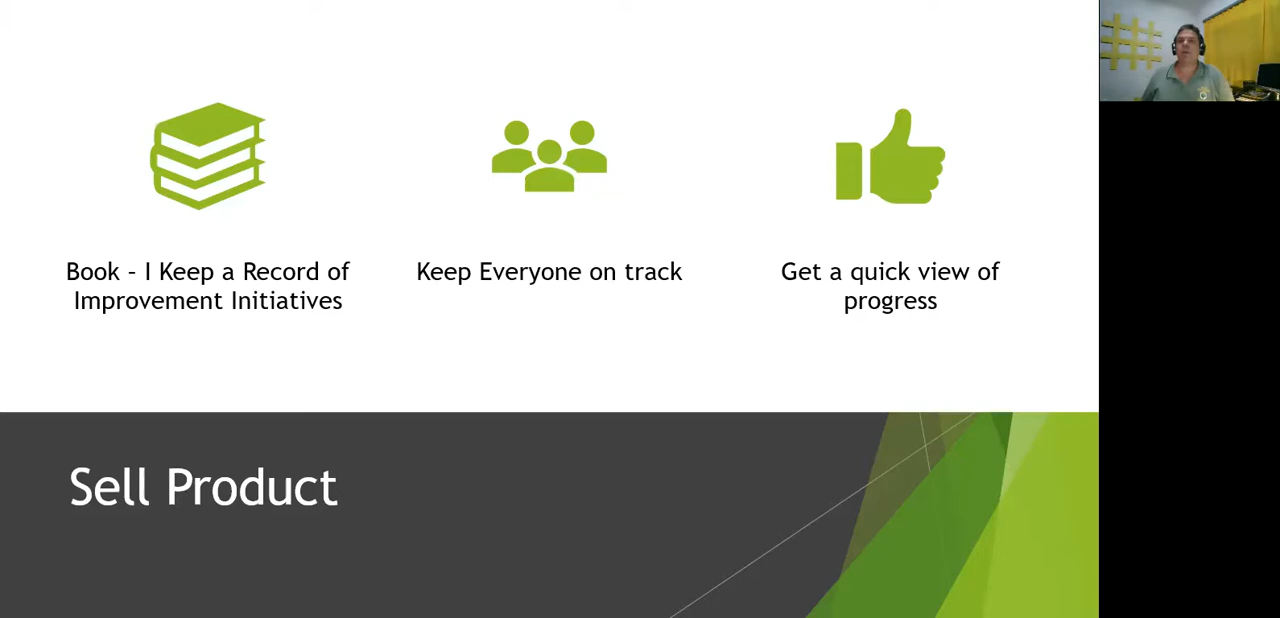 Book - I Keep a Record of
Improvement Initiatives
Keep Everyone on track
Get a quick view of
progress
Sell Product